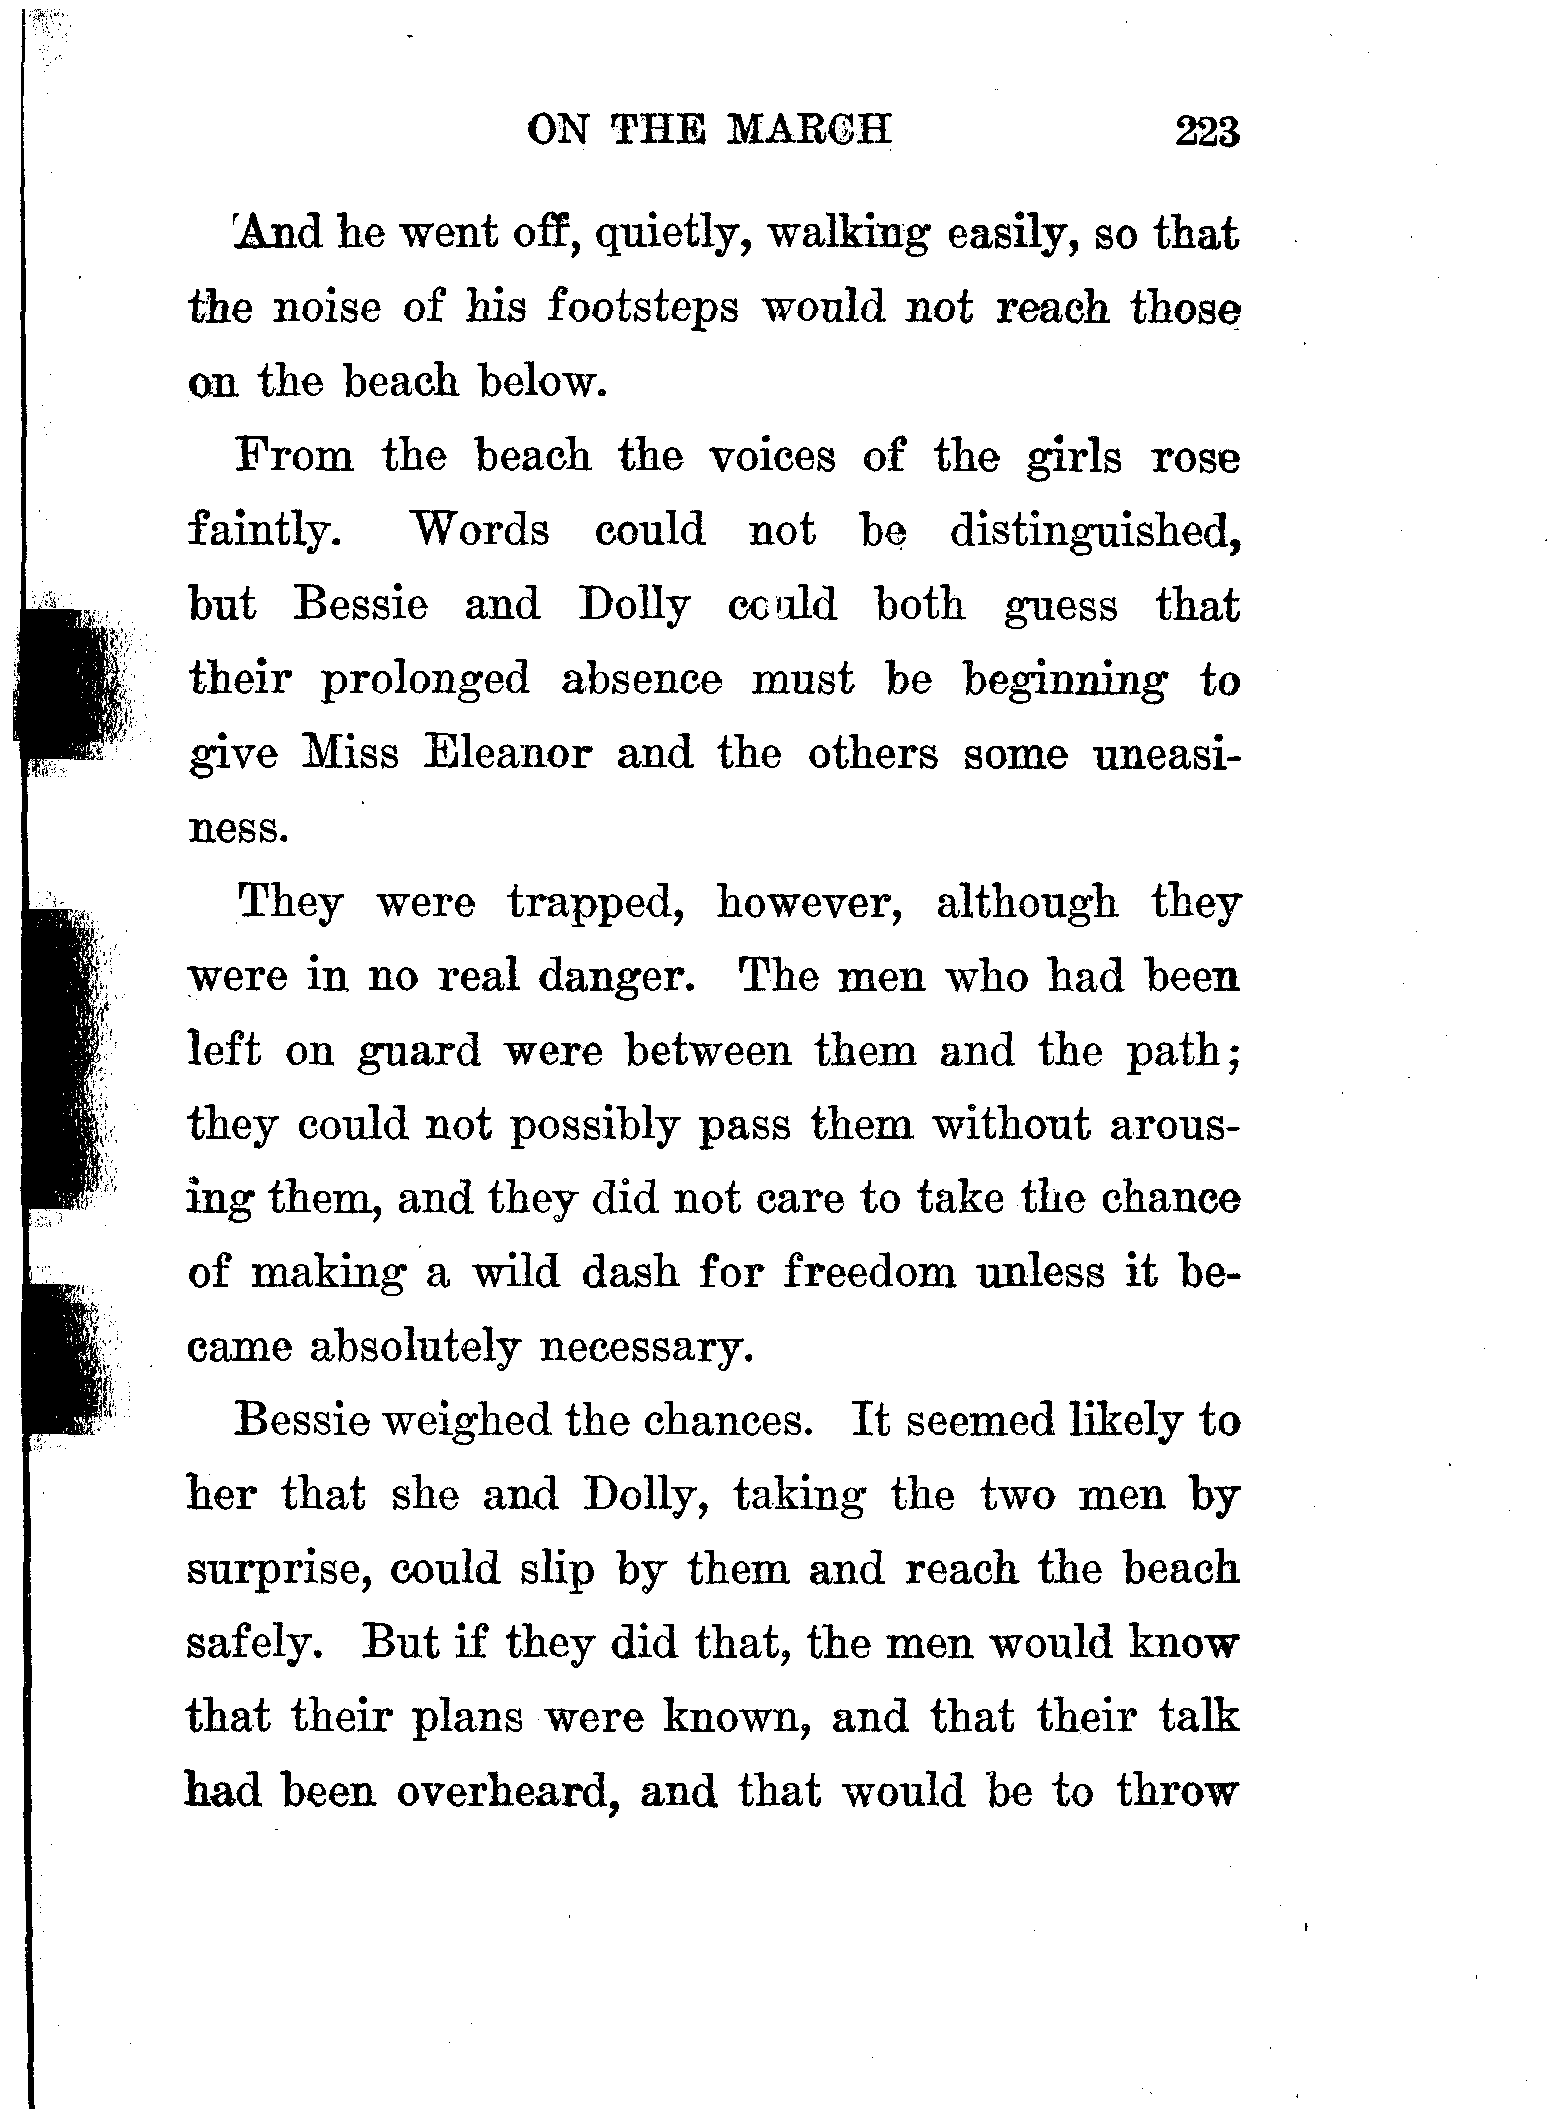 ON THE MARCH 223
And he went off, quietly, walking easily, so that
the noise of his footsteps would not reach those
on the beach below.
From the beach the voices of the girls rose
faintly. Words could not be distinguished,
but Bessie and Dolly could both guess that
their prolonged absence must be beginning to
give Miss Eleanor and the others some uneasi-
ness.
They were trapped, however, although they
were in no real danger. The men who had been
left on guard were between them and the path;
they could not possibly pass them without arous-
ing them, and they did not care to take the chance
of making a wild dash for freedom unless it be-
came absolutely necessary.
Bessie weighed the chances. It seemed likely to
her that she and Dolly, taking the two men by
surprise, could slip by them and reach the beach
safely. But if they did that, the men would know
that their plans were known, and that their talk
had been overheard, and that would be to throw